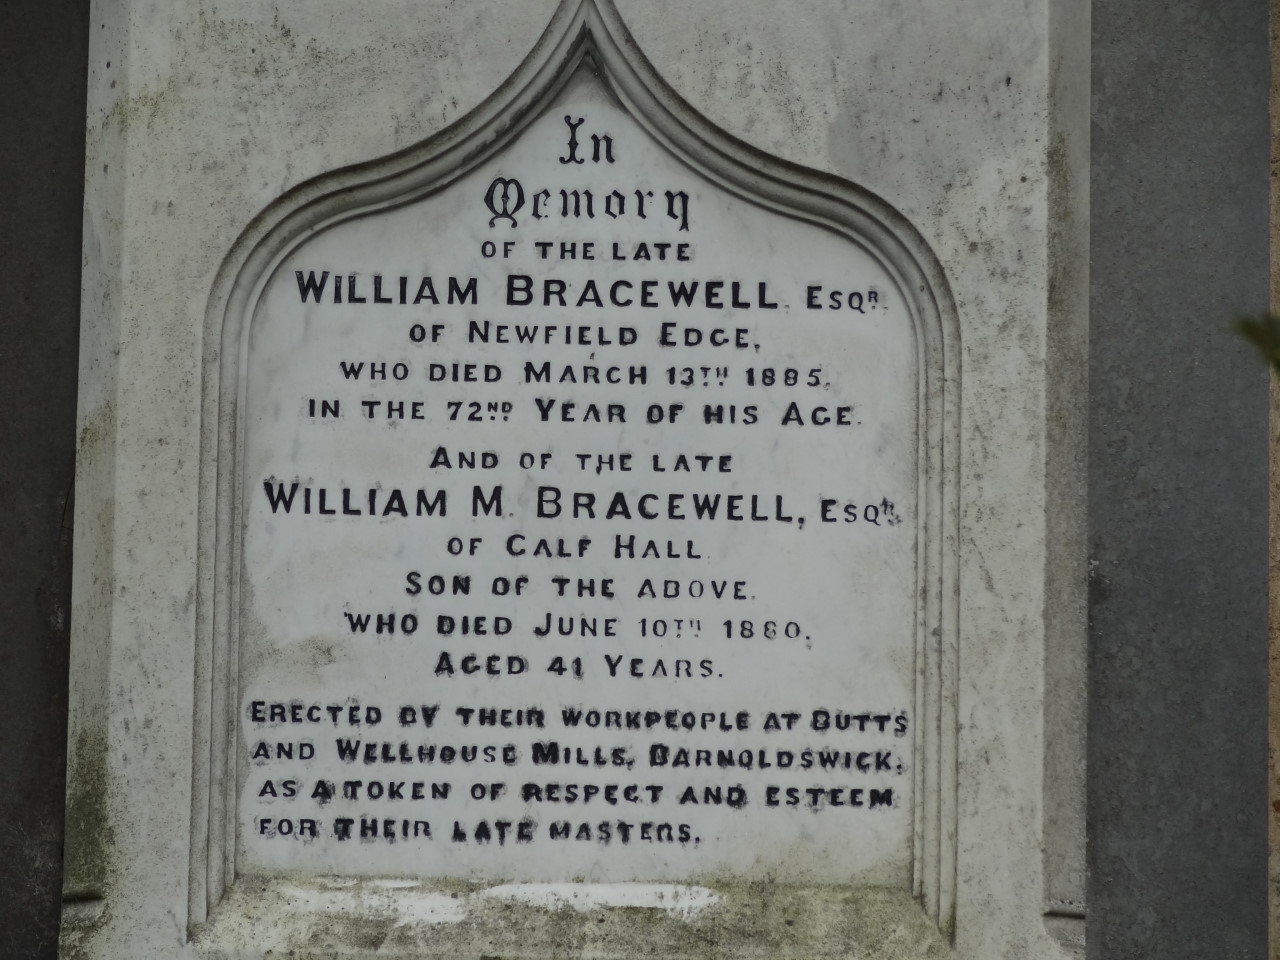 In
Memory
OF THE LATE
WILLIAM BRACEWELL, ESQR.
OF NEWFIELD EDGE,
WHO DIED MARCH 13TH 1885.
IN THE 72ND YEAR OF HIS AGE.
AND OF THE LATE
WILLIAM M. BRACEWELL, ESQR.
OF CALF HALL
SON OF THE ABOVE.
WHO DIED JUNE 10TH 1880.
AGED 41 YEARS.
ERECTED BY THEIR WORKPEOPLE AT BUTTS
AND WELLHOUSE MILLS, BARNOLDSWICK.
AS A TOKEN OF RESPECT AND ESTEEM
FOR THEIR LATE MASTERS.